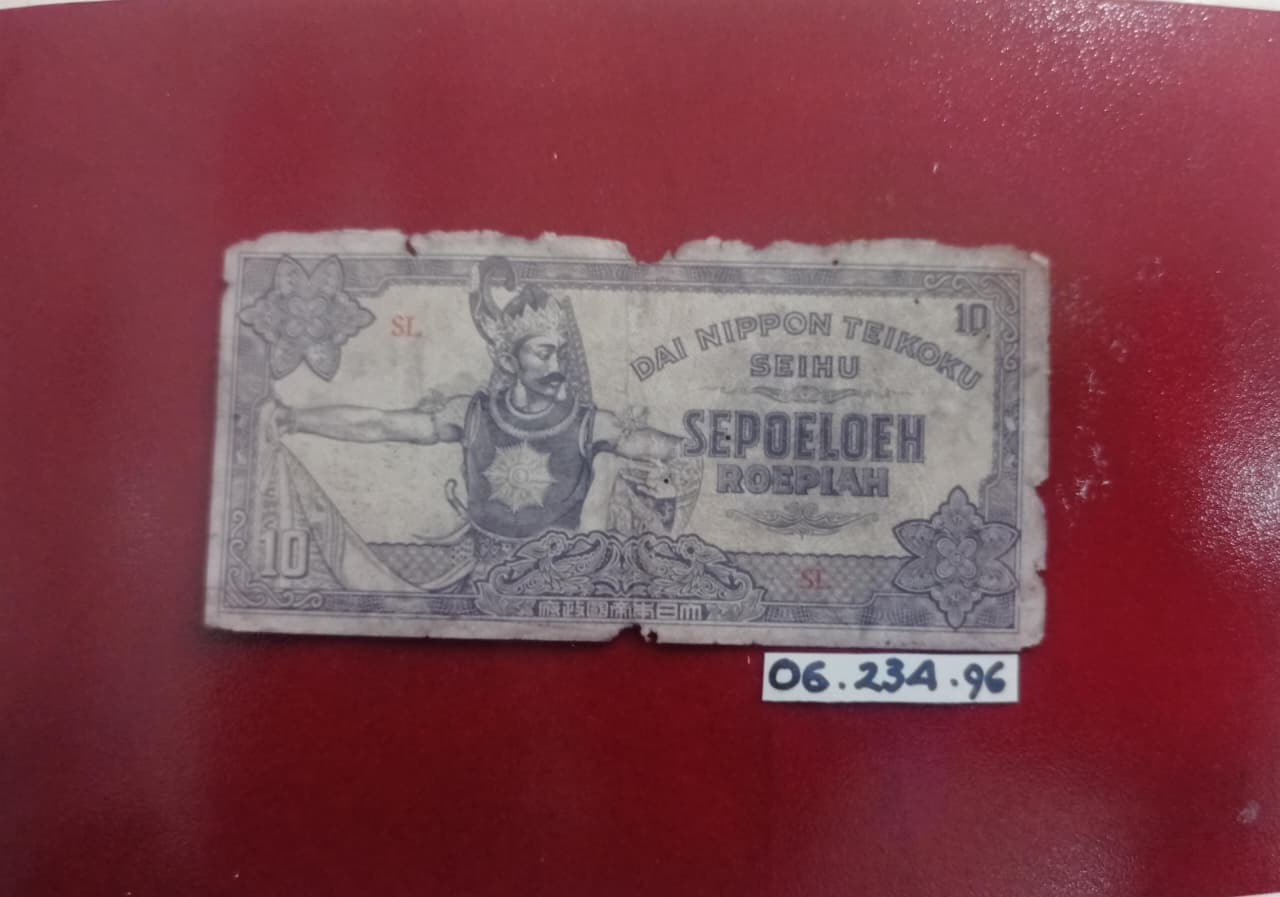 SL
10
DAI NIPPON TEIKOKU
SEIHU
SEPOELOEH
ROEPIAH
10
SL
府政國帝本日大
06.234.96